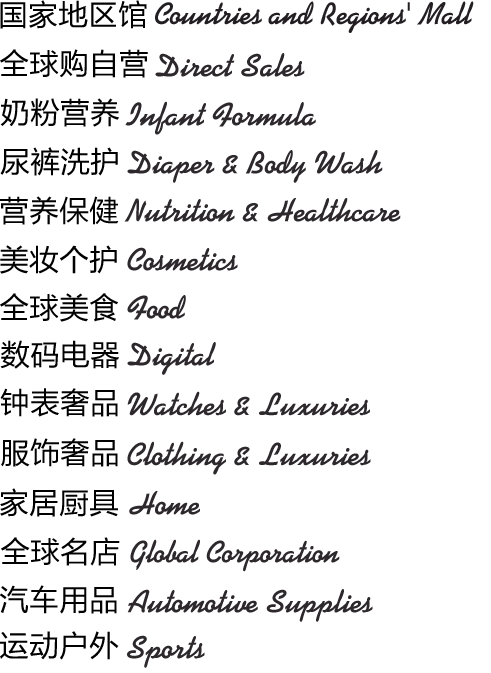 国家地区馆 Countries and Regions' Mall
全球购自营 Direct Sales
奶粉营养 Infant Formula
尿裤洗护 Diaper & Body Wash
营养保健 Nutrition & Healthcare
美妆个护 Cosmetics
全球美食 Food
数码电器 Digital
钟表奢品 Watches & Luxuries
服饰奢品 Clothing & Luxuries
家居厨具 Home
全球名店 Global Corporation
汽车用品 Automotive Supplies
运动户外 Sports